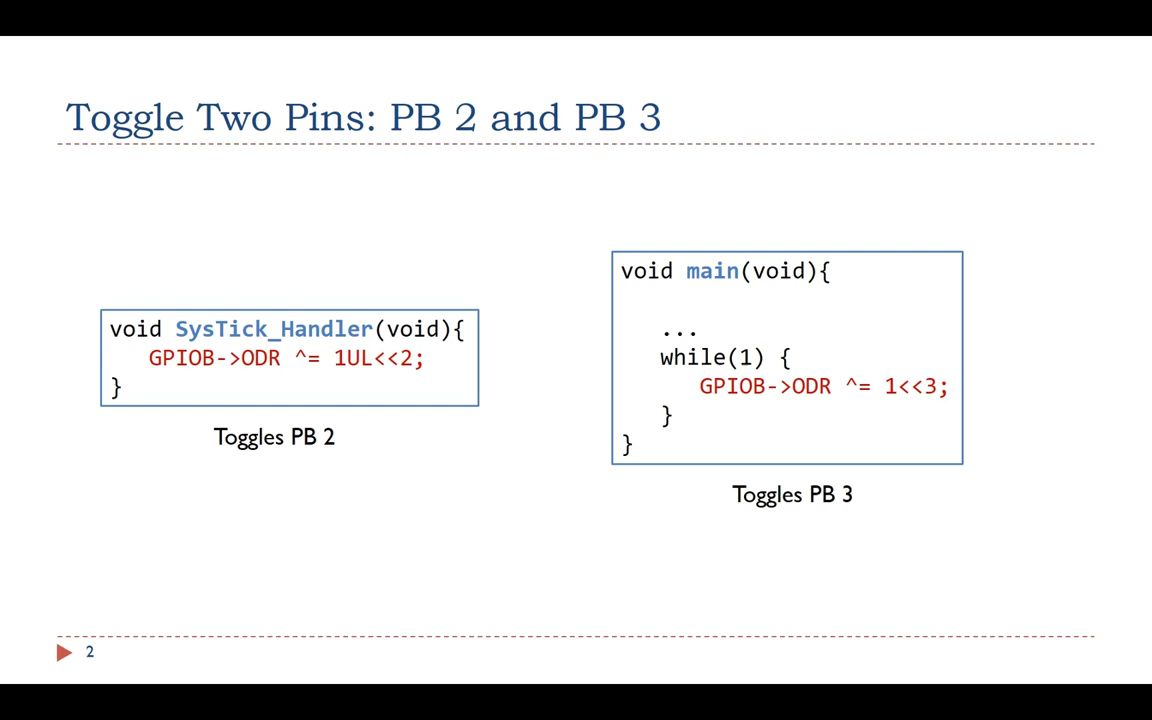 Toggle Two Pins: PB 2 and PB 3
void SysTick_Handler(void){
GPIOB->ODR ^= 1UL<<2;
}
Toggles PB 2
void main(void){
...
while(1) {
GPIOB->ODR ^= 1<<3;
}
}
Toggles PB 3
2